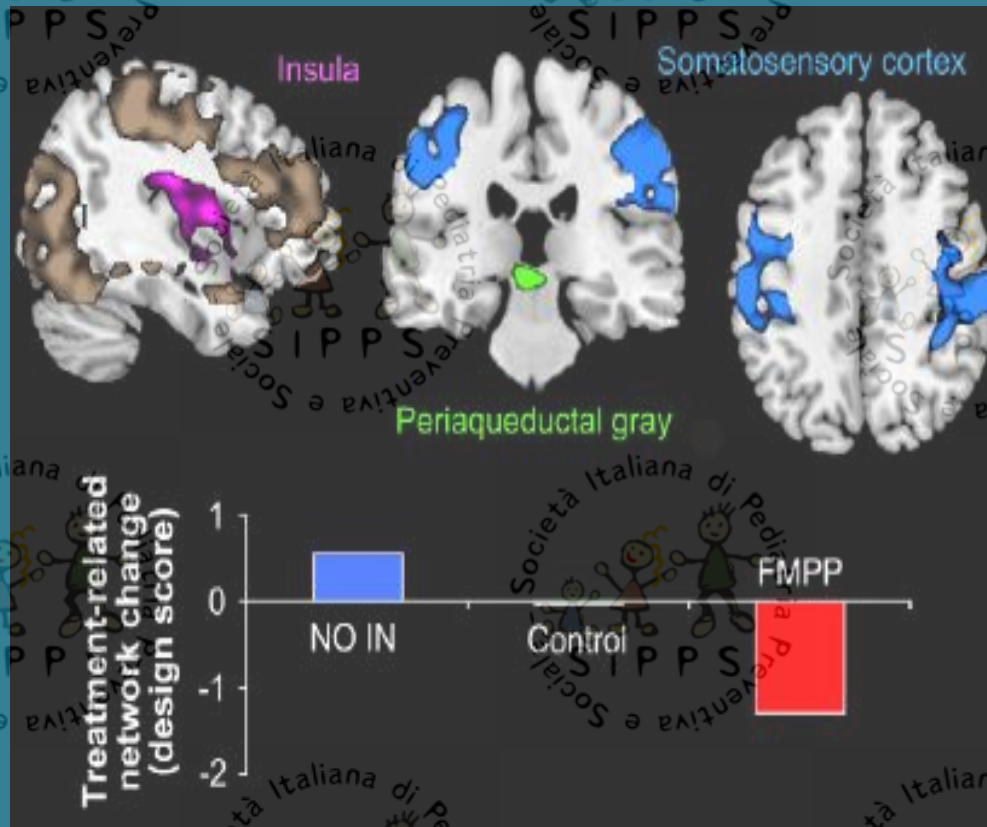 Insula
Somatosensory cortex
Periaqueductal gray
Treatment-related
network change
(design score)
1
0
-1
-2
NO IN
Control
FMPP
Società Italiana di Pediatria Preventiva e Sociale
SIPPS